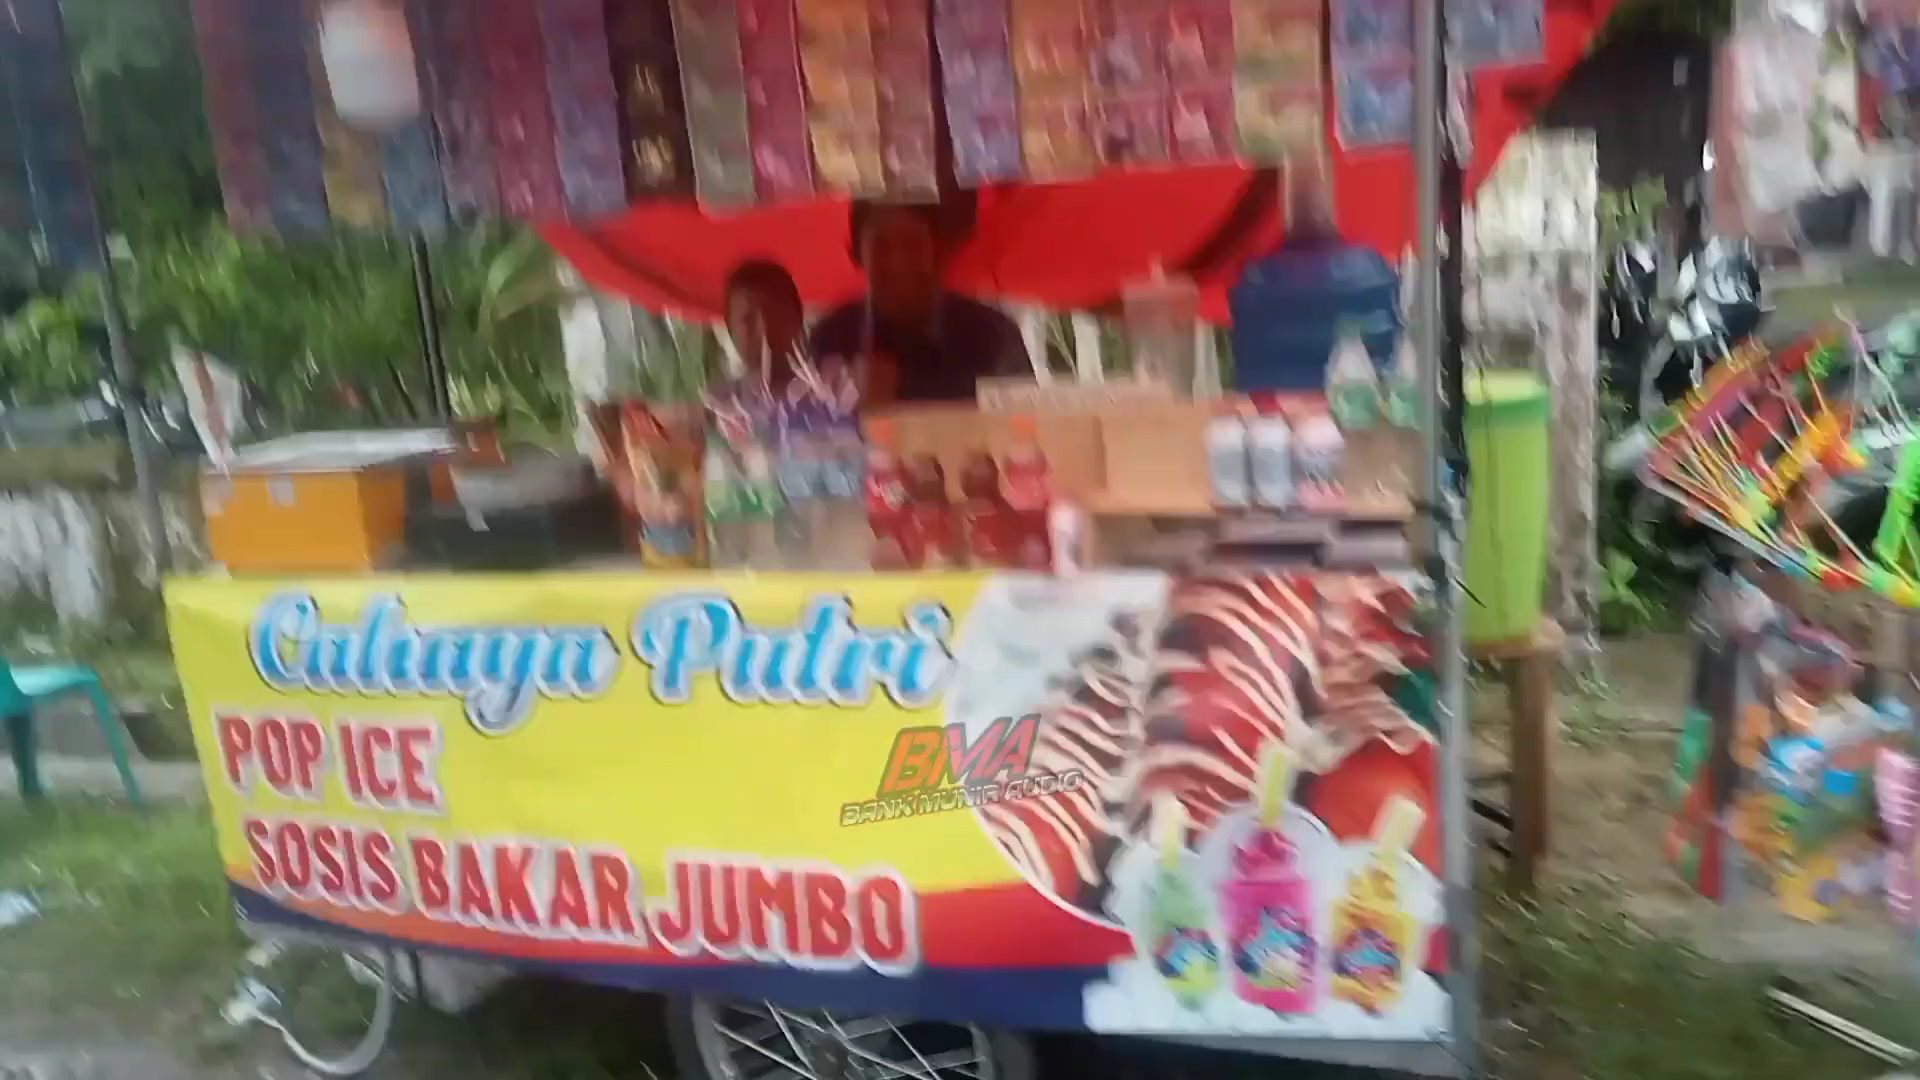 Cahaya Putri
POP ICE
SOSIS BAKAR JUMBO
BMA
BANK MUNIR AUDIO